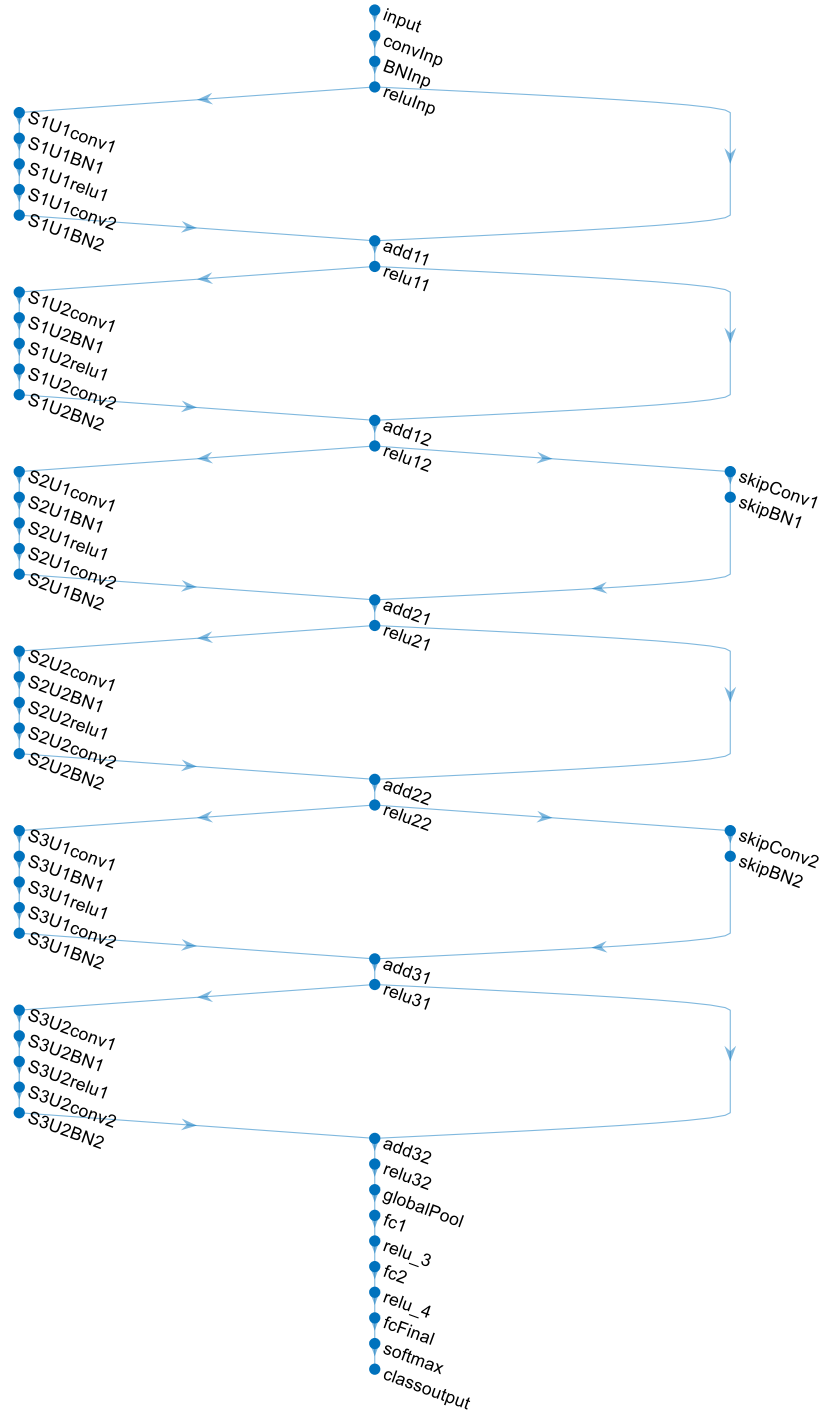 input
convInp
BNInp
reluInp
S1U1conv1
S1U1BN1
S1U1relu1
S1U1conv2
S1U1BN2
add11
relu11
S1U2conv1
S1U2BN1
S1U2relu1
S1U2conv2
S1U2BN2
add12
relu12
S2U1conv1
S2U1BN1
S2U1relu1
S2U1conv2
S2U1BN2
skipConv1
skipBN1
add21
relu21
S2U2conv1
S2U2BN1
S2U2relu1
S2U2conv2
S2U2BN2
add22
relu22
S3U1conv1
S3U1BN1
S3U1relu1
S3U1conv2
S3U1BN2
skipConv2
skipBN2
add31
relu31
S3U2conv1
S3U2BN1
S3U2relu1
S3U2conv2
S3U2BN2
add32
relu32
globalPool
fc1
relu_3
fc2
relu_4
fcFinal
softmax
classoutput